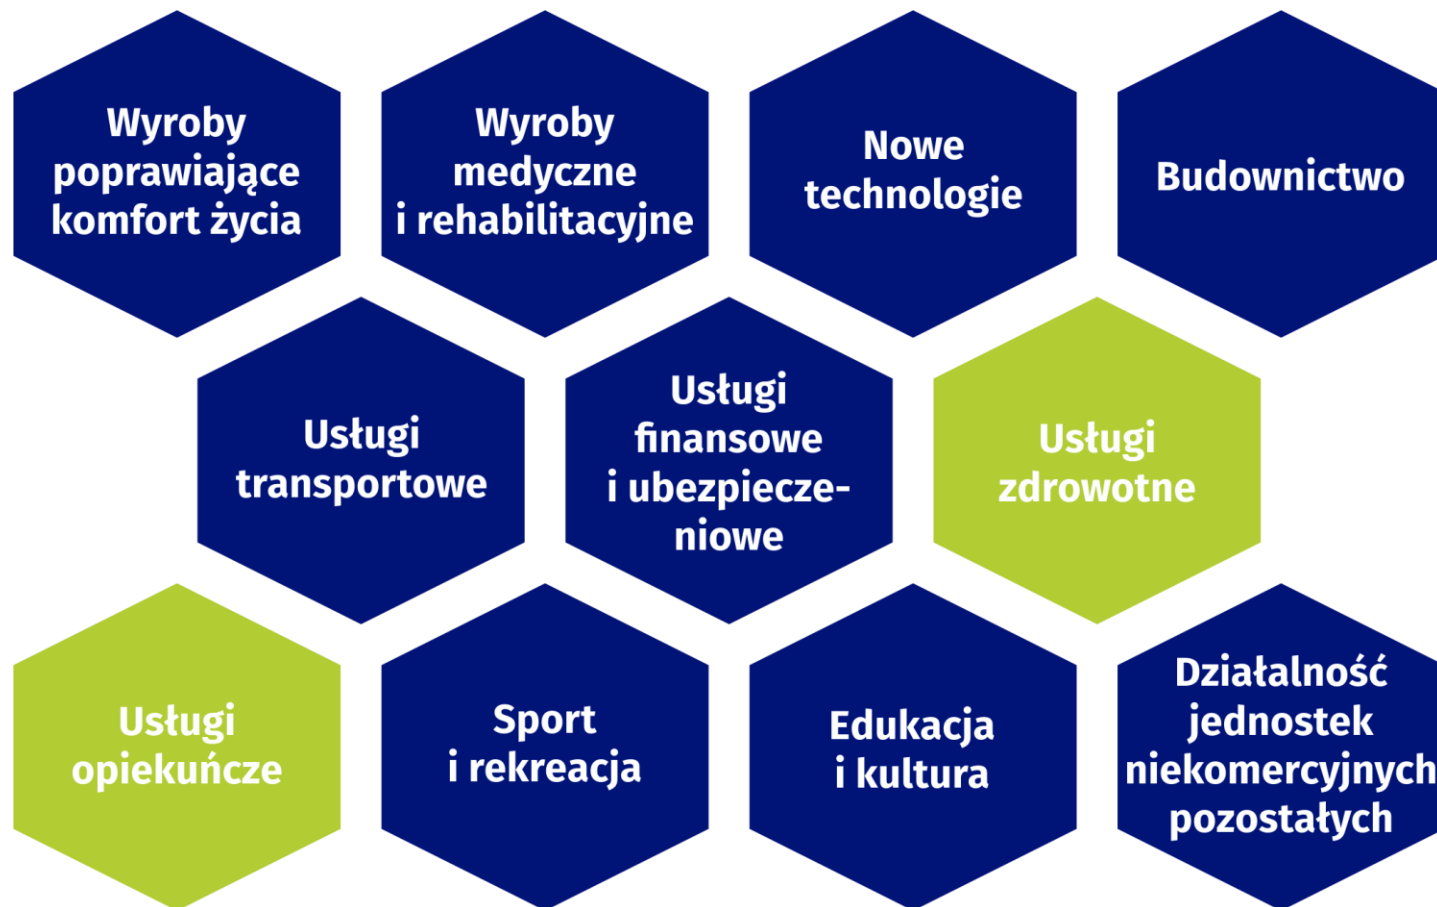 Wyroby
poprawiające
komfort życia
Wyroby
medyczne
i rehabilitacyjne
Nowe
technologie
Budownictwo
Usługi
transportowe
Usługi
finansowe
i ubezpiecze-
niowe
Usługi
zdrowotne
Usługi
opiekuńcze
Sport
i rekreacja
Edukacja
i kultura
Działalność
jednostek
niekomercyjnych
pozostałych